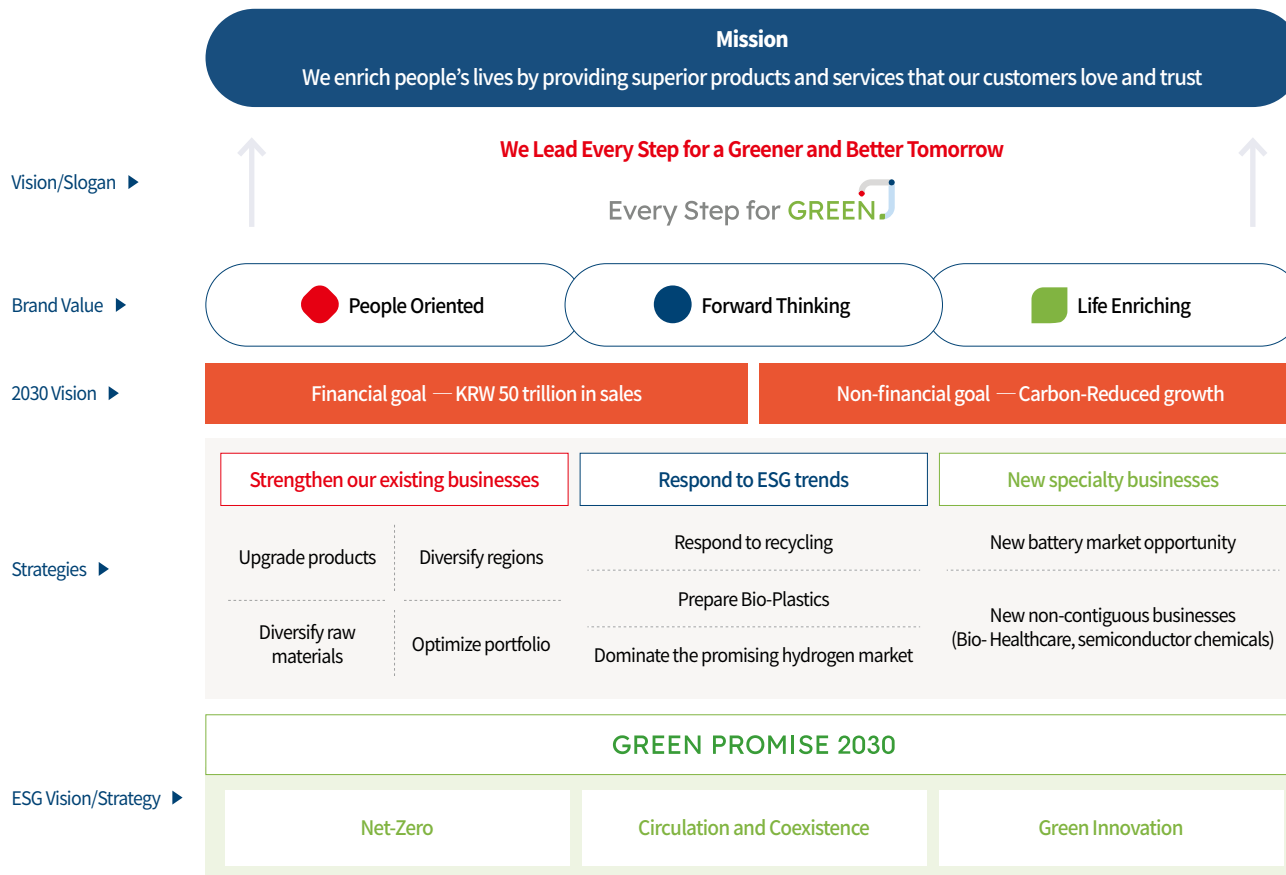 Mission
We enrich people's lives by providing superior products and services that our customers love and trust
Vision/Slogan
We Lead Every Step for a Greener and Better Tomorrow
Every Step for GREEN
Brand Value
People Oriented
Forward Thinking
Life Enriching
2030 Vision
Financial goal — KRW 50 trillion in sales
Non-financial goal — Carbon-Reduced growth
Strategies
Strengthen our existing businesses
Upgrade products
Diversify regions
Diversify raw
materials
Optimize portfolio
Respond to ESG trends
Respond to recycling
Prepare Bio-Plastics
Dominate the promising hydrogen market
New specialty businesses
New battery market opportunity
New non-contiguous businesses
(Bio- Healthcare, semiconductor chemicals)
ESG Vision/Strategy
GREEN PROMISE 2030
Net-Zero
Circulation and Coexistence
Green Innovation